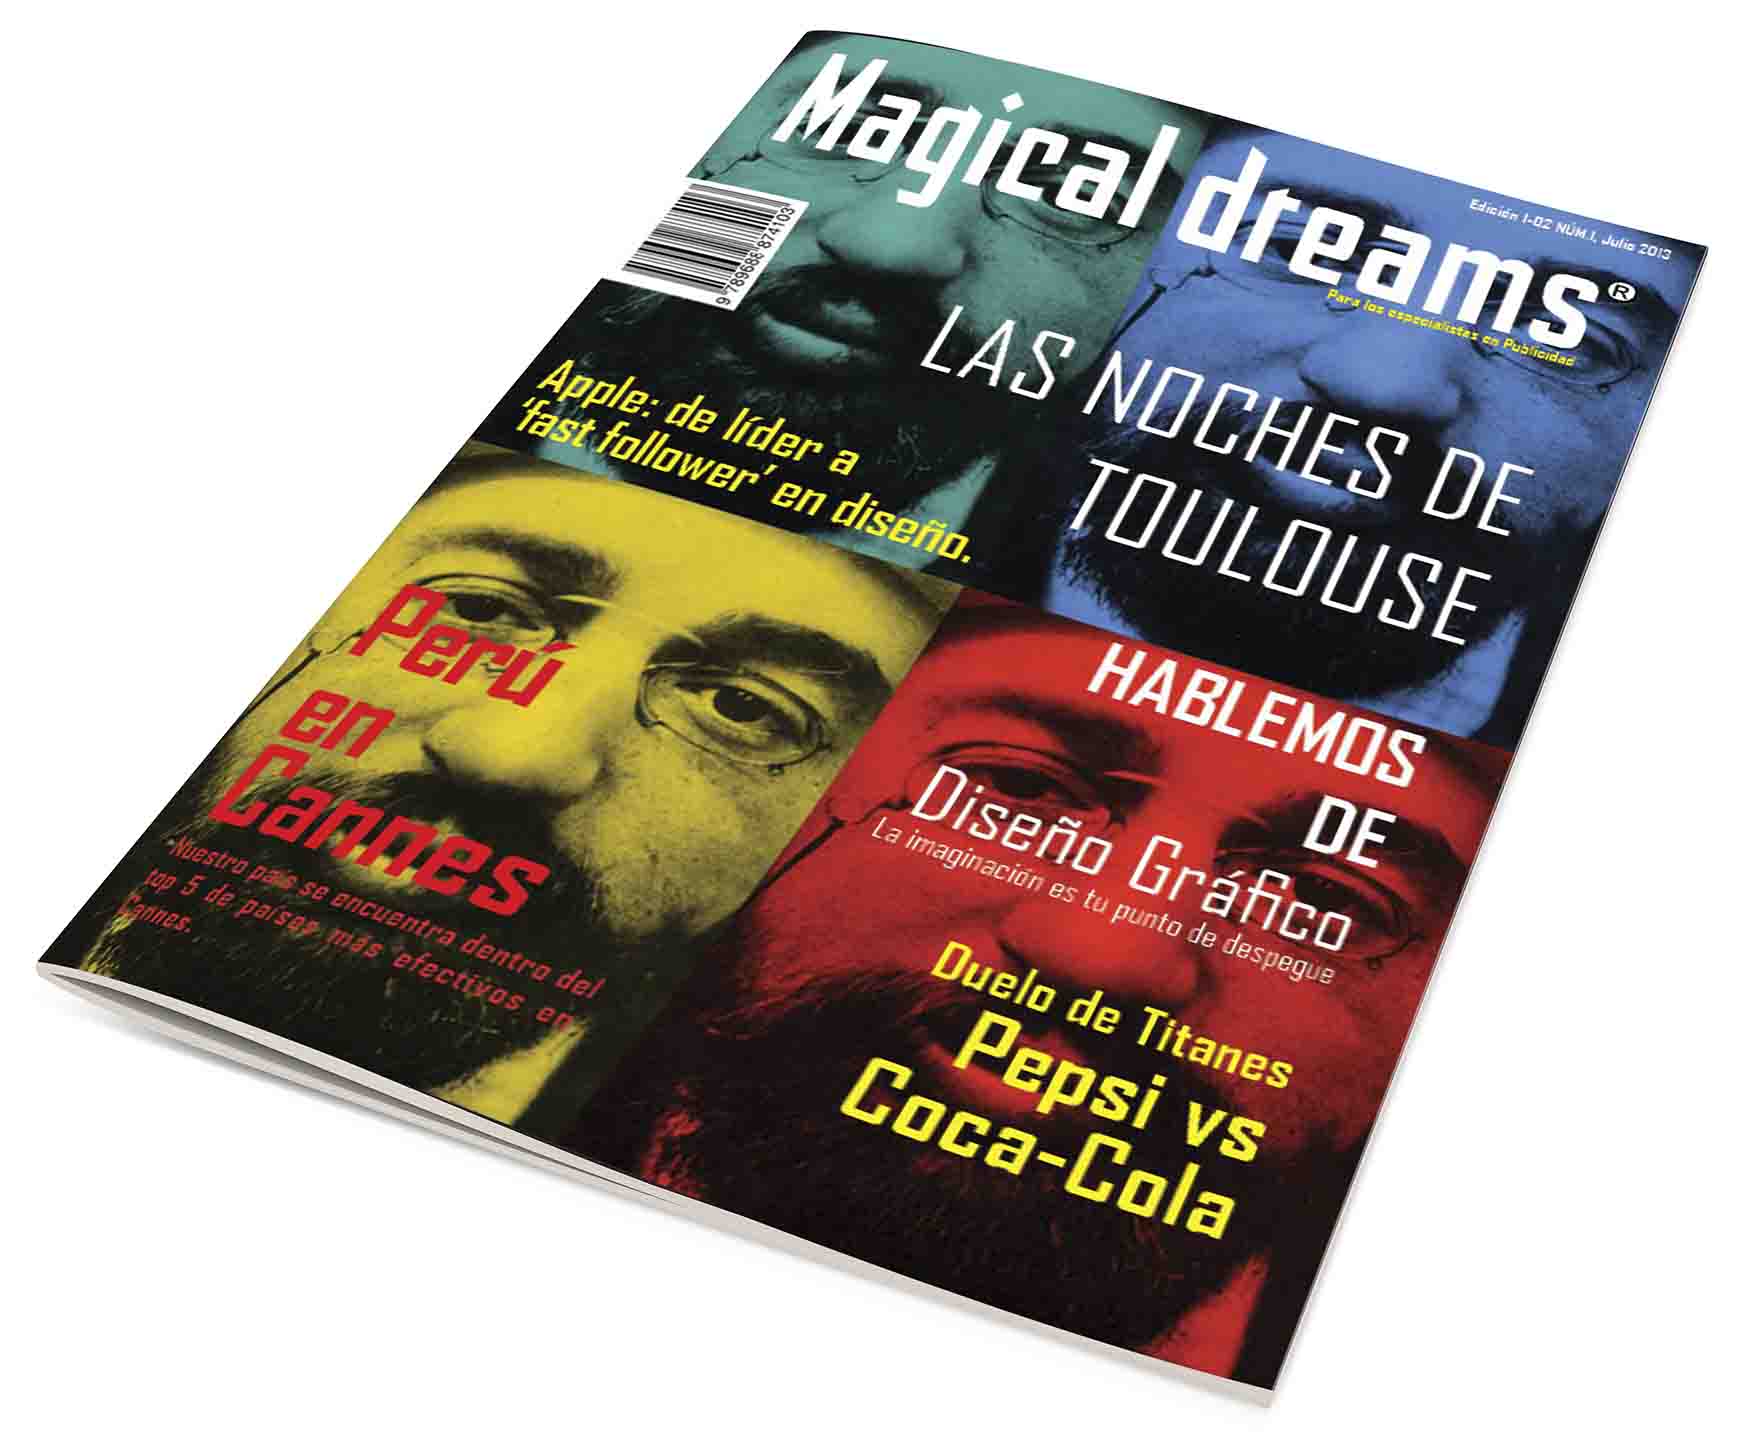 Magical dreams®
Edición 1-02 NÚM.1, Julio 2013
Para los especialistas en Publicidad
9 789688 874103
LAS NOCHES DE
TOULOUSE
Apple: de líder a
'fast follower' en diseño.
Perú
en
Cannes
Nuestro país se encuentra dentro del
top 5 de países más efectivos en
Cannes.
HABLEMOS
DE
Diseño Gráfico
La imaginación es tu punto de despegue
Duelo de Titanes
Pepsi vs
Coca-Cola